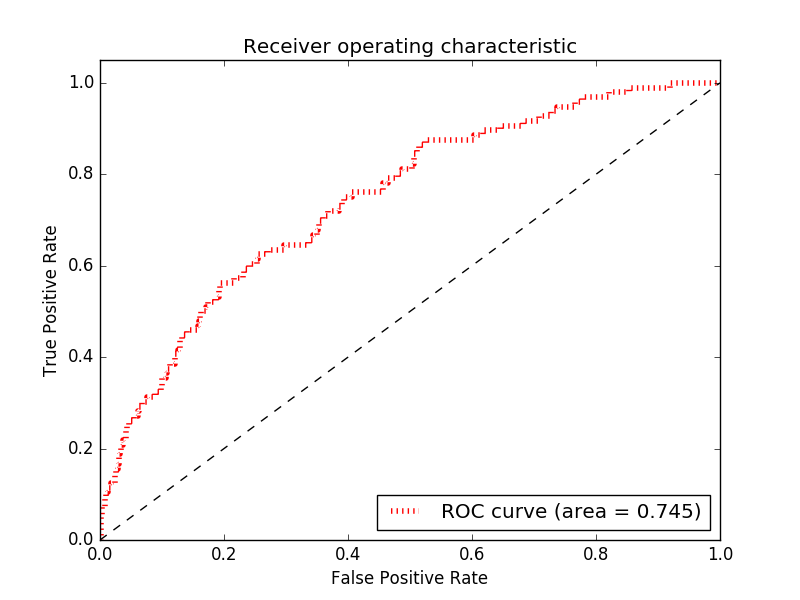 Receiver operating characteristic
1.0
0.8
0.6
0.4
0.2
0.0
True Positive Rate
ROC curve (area = 0.745)
0.0 0.2 0.4 0.6 0.8 1.0
False Positive Rate